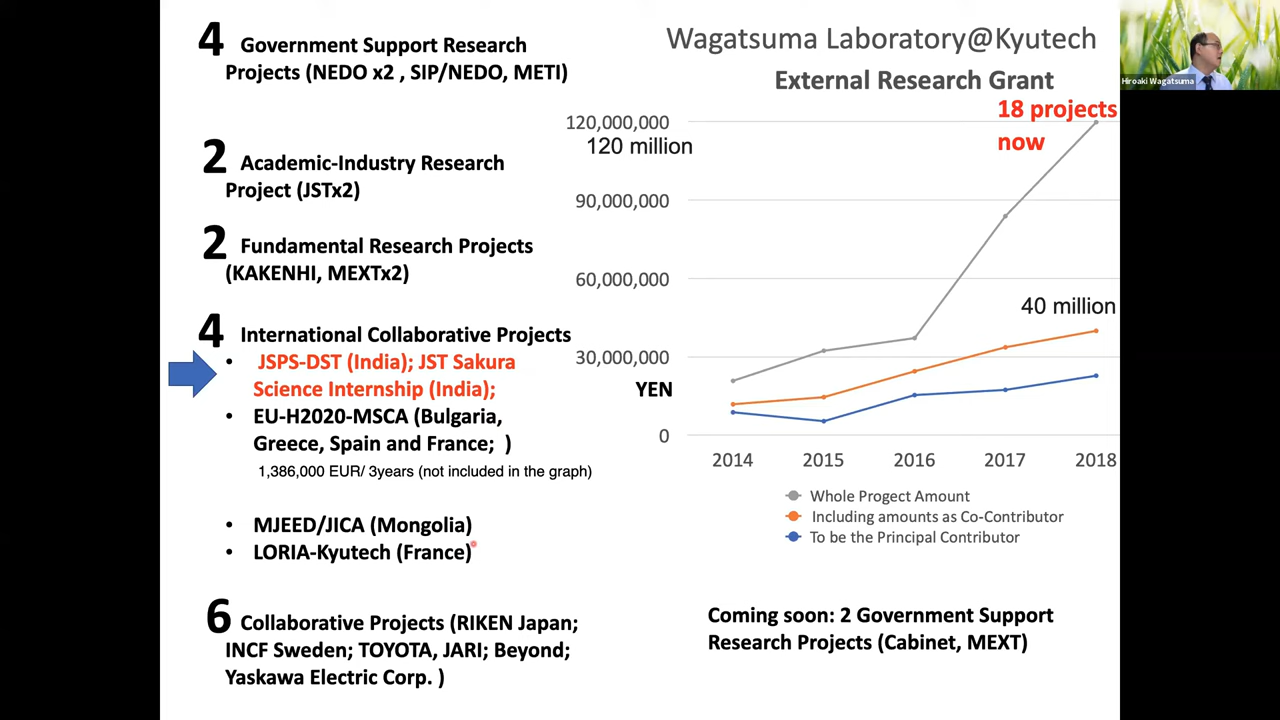 4 Government Support Research
Projects (NEDO x2 , SIP/NEDO, METI)
2 Academic-Industry Research
Project (JSTx2)
2 Fundamental Research Projects
(KAKENHI, MEXTx2)
4 International Collaborative Projects
• JSPS-DST (India); JST Sakura
Science Internship (India);
• EU-H2020-MSCA (Bulgaria,
Greece, Spain and France; )
1,386,000 EUR/ 3years (not included in the graph)
• MJEED/JICA (Mongolia)
• LORIA-Kyutech (France)
6 Collaborative Projects (RIKEN Japan;
INCF Sweden; TOYOTA, JARI; Beyond;
Yaskawa Electric Corp. )
Wagatsuma Laboratory@Kyutech
External Research Grant
18 projects
now
120,000,000
120 million
90,000,000
60,000,000
40 million
30,000,000
YEN
0
2014 2015 2016 2017 2018
Whole Progect Amount
Including amounts as Co-Contributor
To be the Principal Contributor
Coming soon: 2 Government Support
Research Projects (Cabinet, MEXT)
Hiroaki Wagatsuma